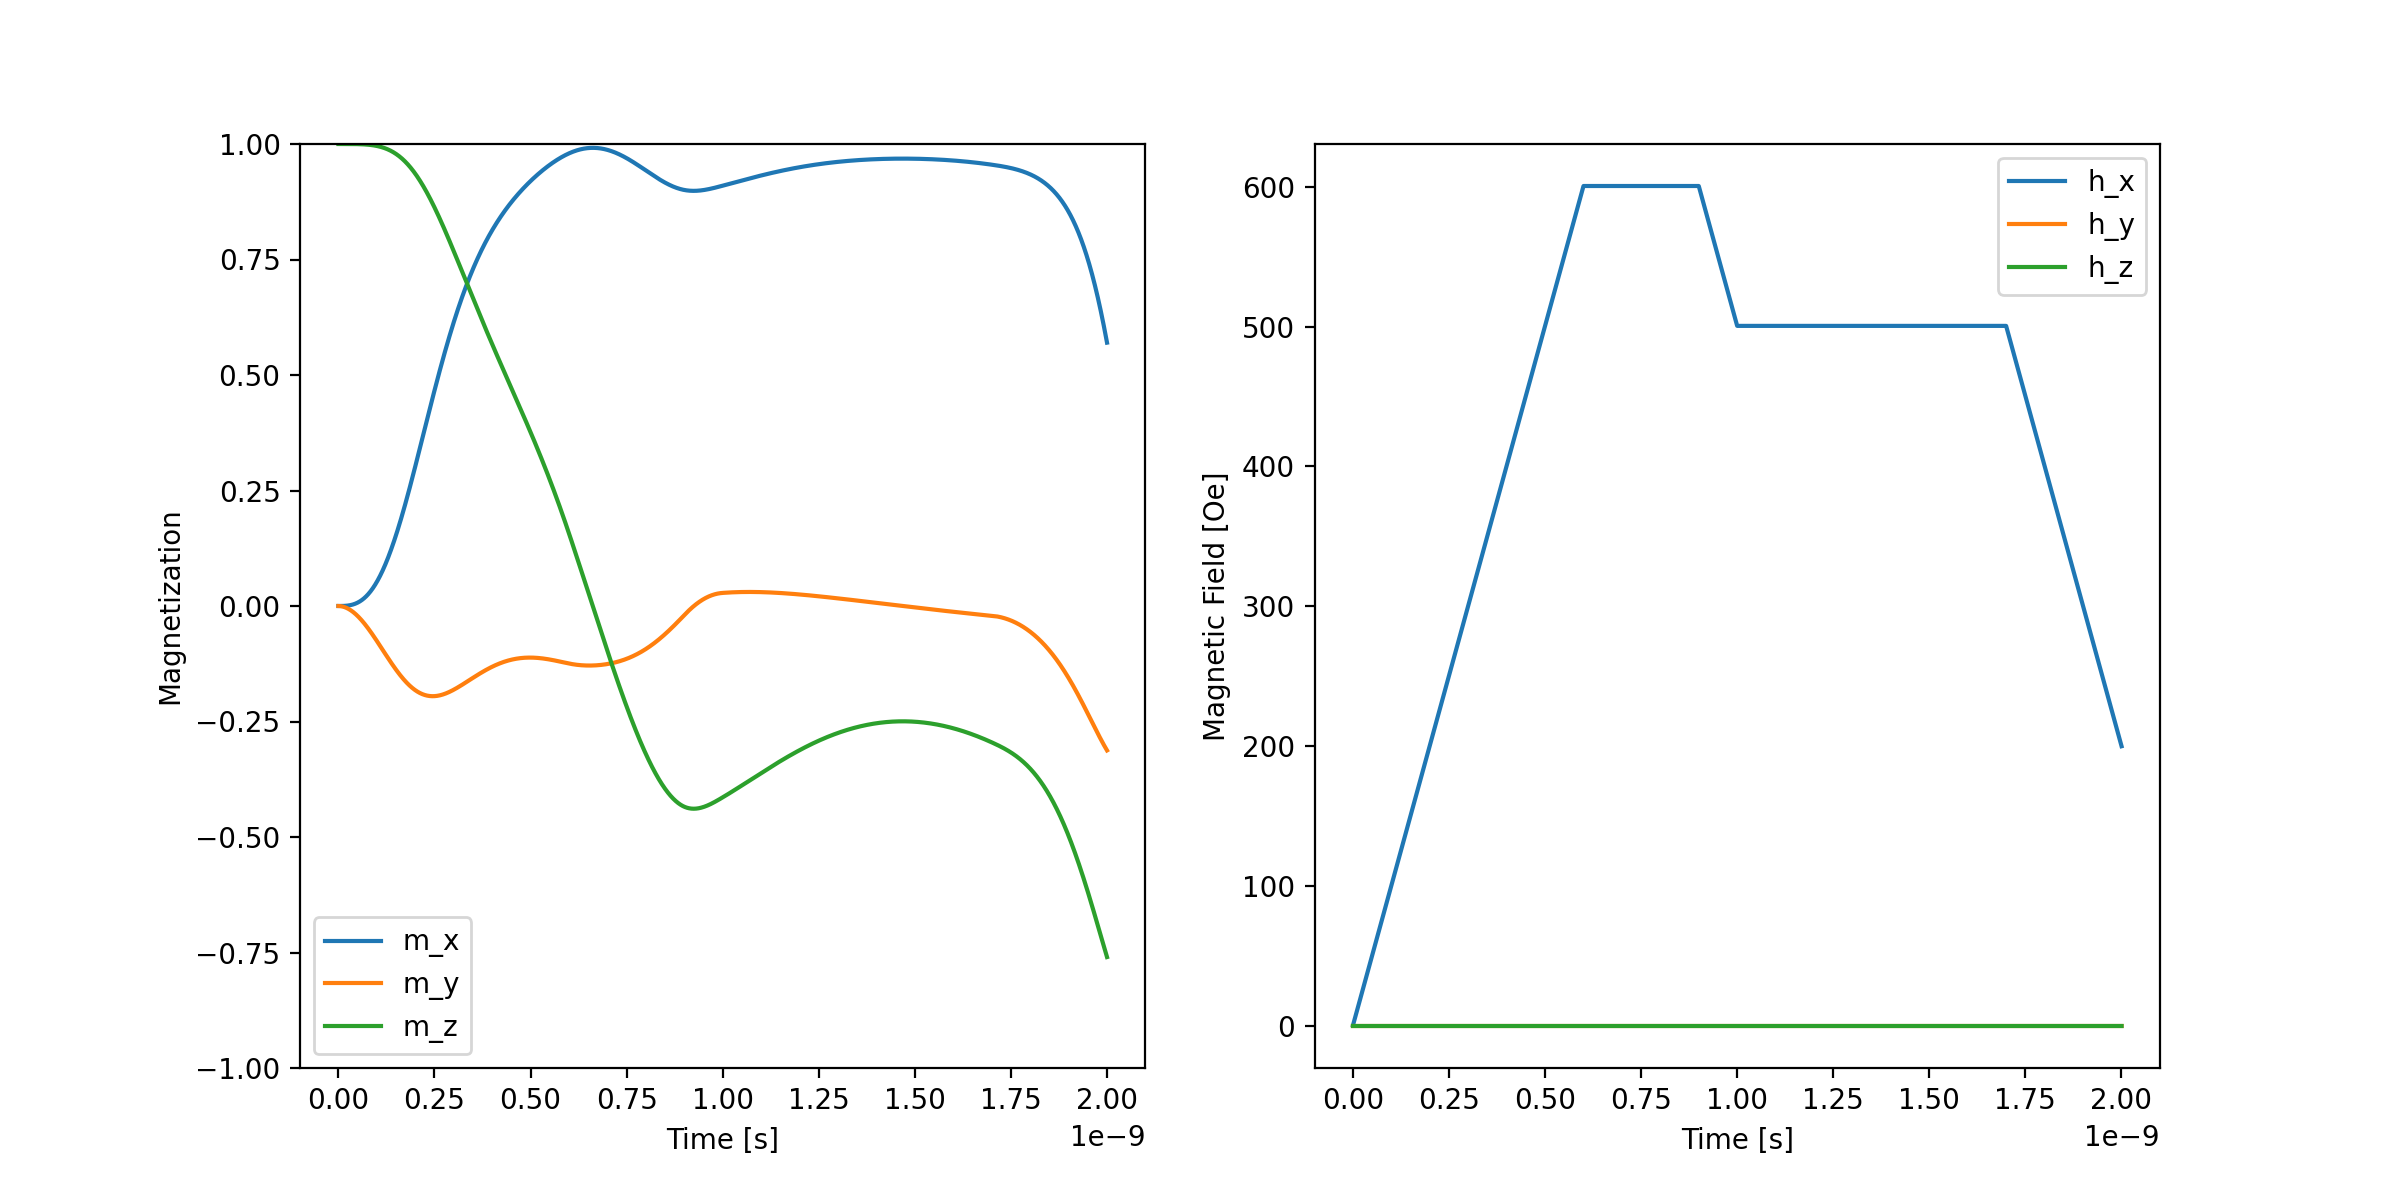 1.00
0.75
0.50
0.25
0.00
−0.25
−0.50
−0.75
−1.00
Magnetization
m_x
m_y
m_z
0.00 0.25 0.50 0.75 1.00 1.25 1.50 1.75 2.00
Time [s]
1e−9
600
500
400
300
200
100
0
Magnetic Field [Oe]
h_x
h_y
h_z
0.00 0.25 0.50 0.75 1.00 1.25 1.50 1.75 2.00
Time [s]
1e−9